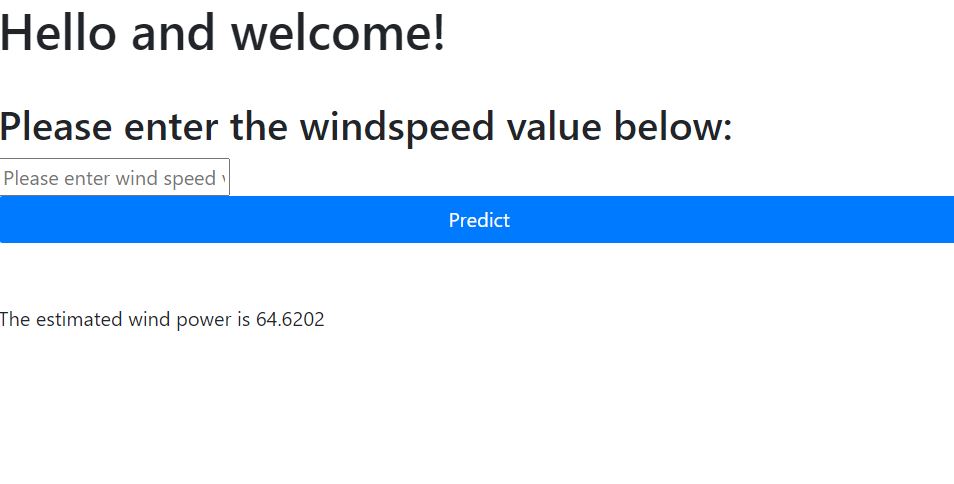 Hello and welcome!
Please enter the windspeed value below:
Please enter wind speed
Predict
The estimated wind power is 64.6202